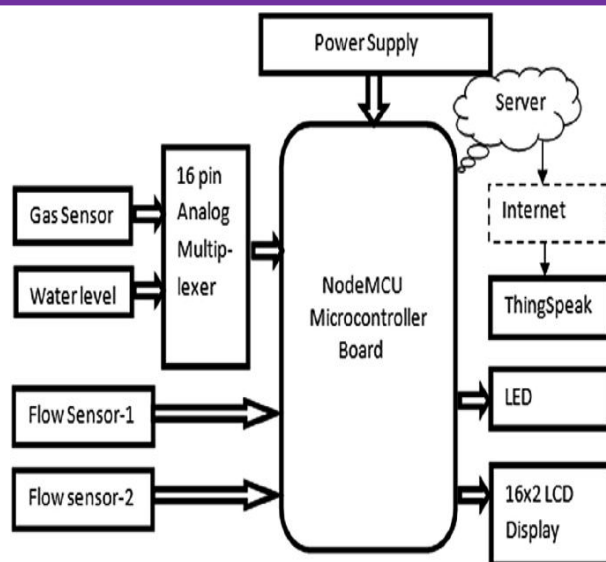 Power Supply
Server
16 pin
Analog
Multip-
lexer
Gas Sensor
Water level
Internet
NodeMCU
Microcontroller
Board
ThingSpeak
Flow Sensor-1
LED
Flow sensor-2
16x2 LCD
Display